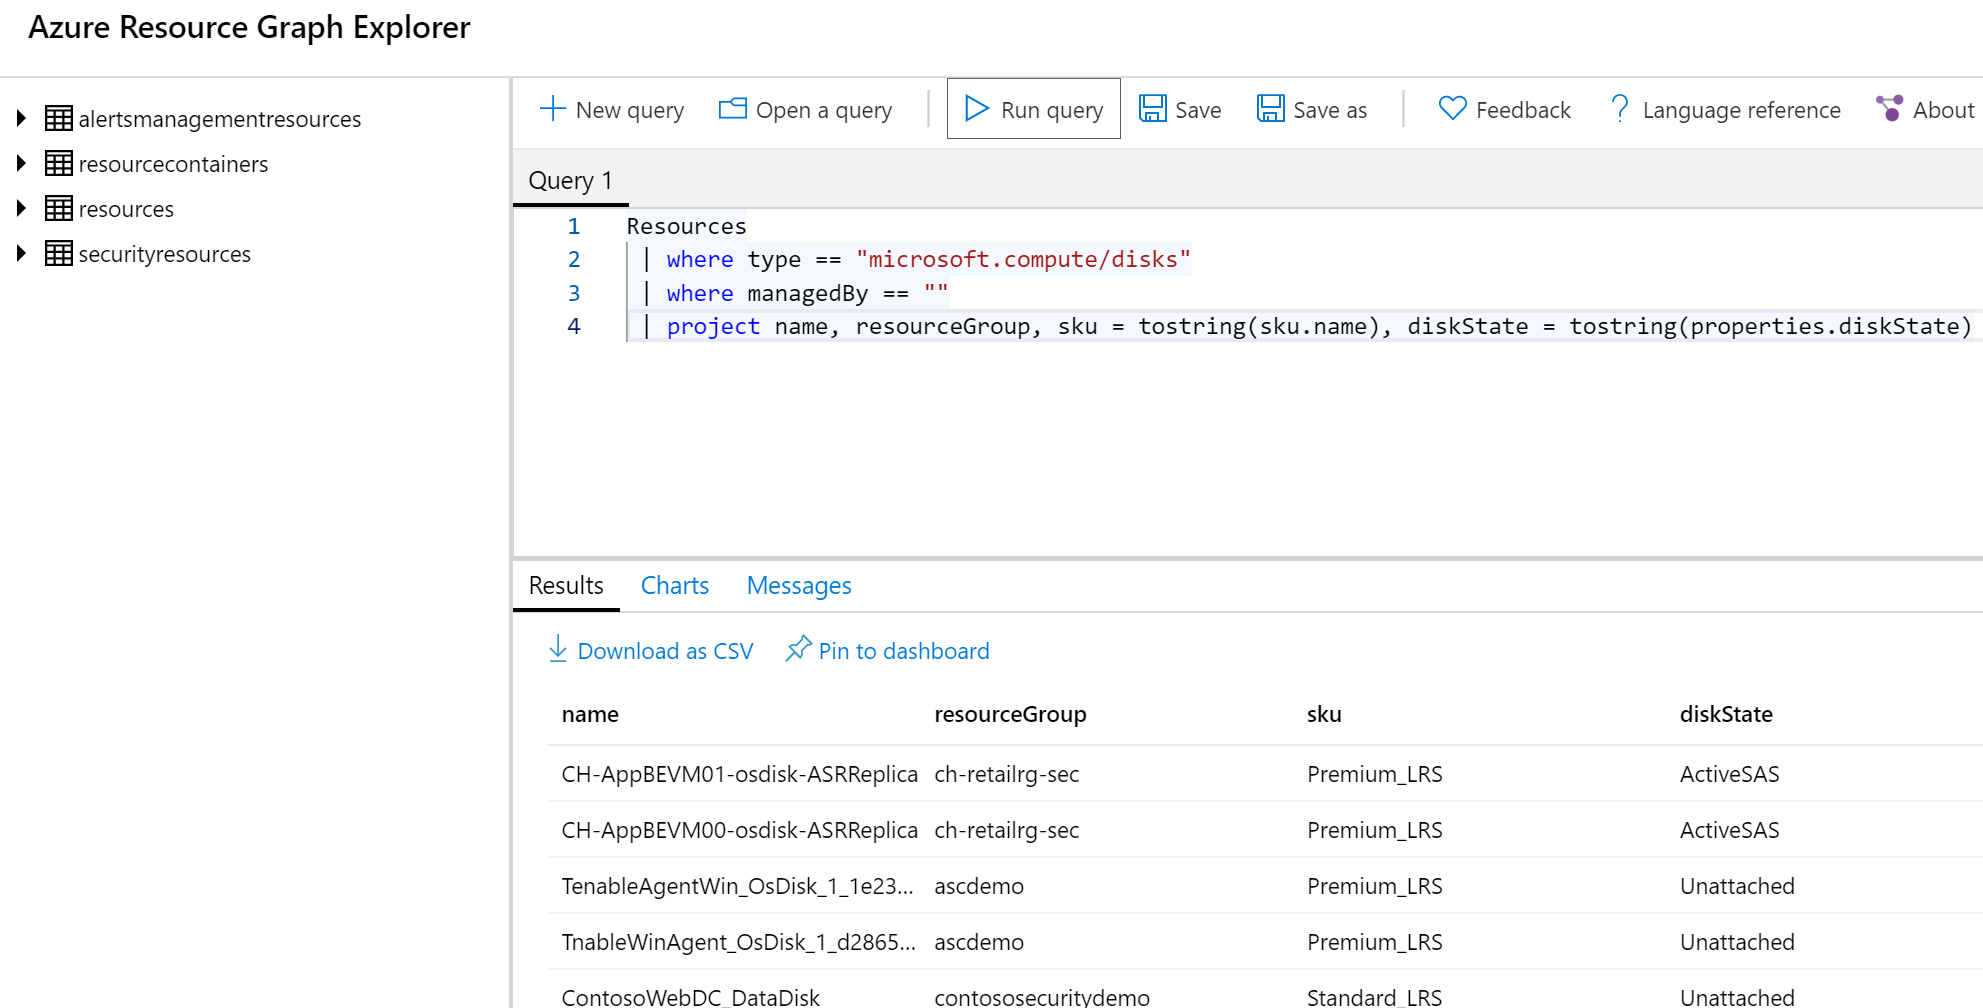 Azure Resource Graph Explorer
alertsmanagementresources
resourcecontainers
resources
securityresources
New query Open a query Run query Save Save as Feedback Language reference About
Query 1
1 Resources
2 | where type == "microsoft.compute/disks"
3 | where managedBy == ""
4 | project name, resourceGroup, sku = tostring(sku.name), diskState = tostring(properties.diskState)
Results Charts Messages
Download as CSV Pin to dashboard
name resourceGroup sku diskState
CH-AppBEVM01-osdisk-ASRReplica ch-retailrg-sec Premium_LRS ActiveSAS
CH-AppBEVM00-osdisk-ASRReplica ch-retailrg-sec Premium_LRS ActiveSAS
TenableAgentWin_OsDisk_1_1e23... ascdemo Premium_LRS Unattached
TnableWinAgent_OsDisk_1_d2865... ascdemo Premium_LRS Unattached
ContosoWebDC_DataDisk contososecuritydemo Standard_LRS Unattached